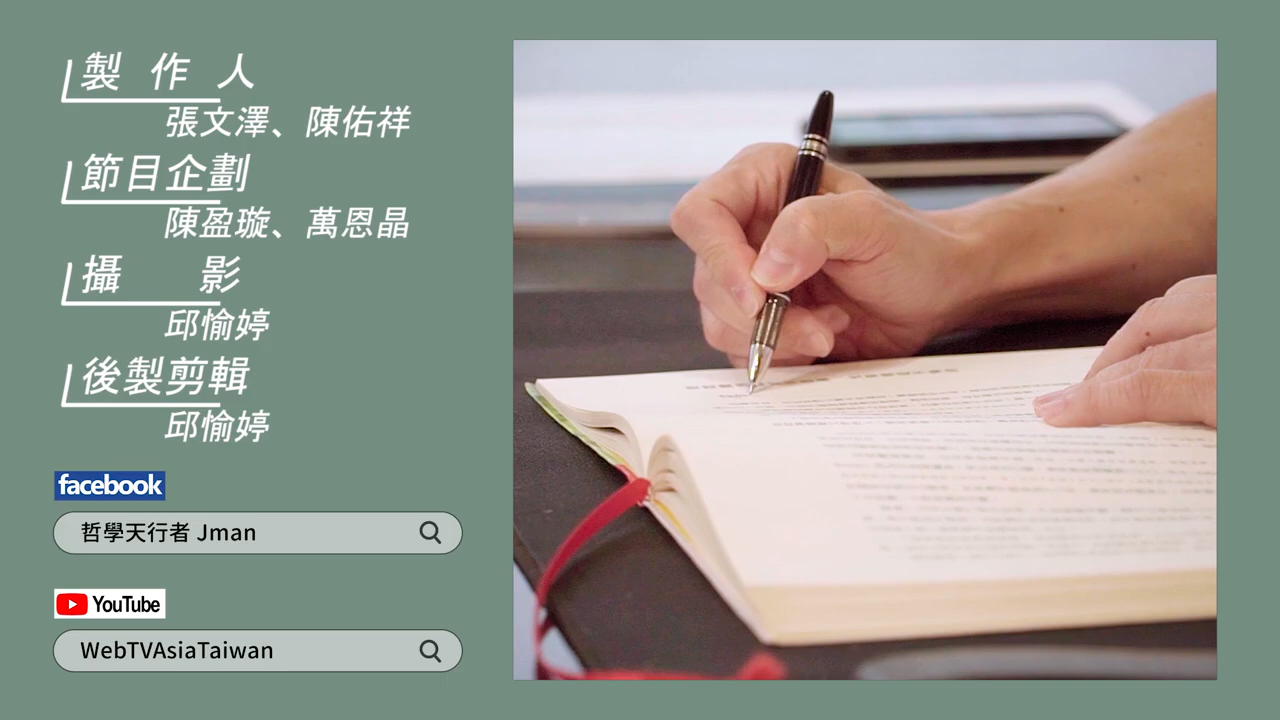 製作人
張文澤、陳佑祥
節目企劃
陳盈璇、萬恩晶
攝影
邱愉婷
後製剪輯
邱愉婷
facebook
哲學天行者 Jman
YouTube
WebTVAsiaTaiwan